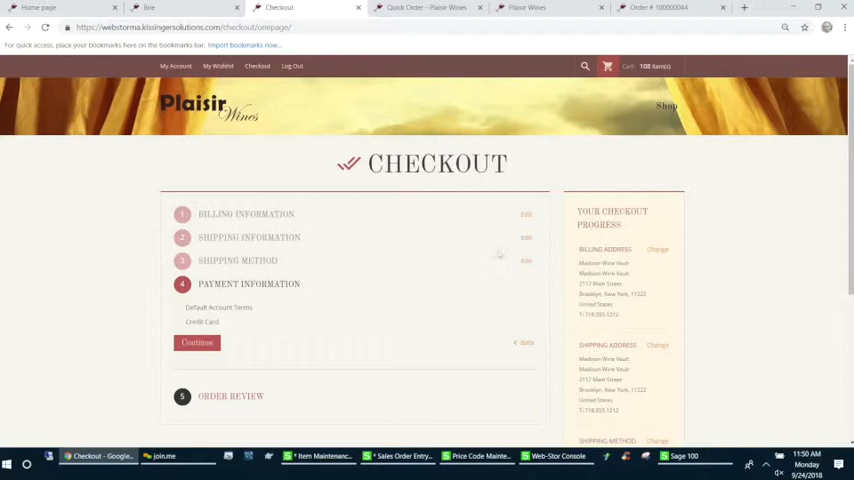 Home page
Brie
Checkout
Quick Order - Plaisir Wines
Plaisir Wines
Order # 100000044
https://webstorma.kissingersolutions.com/checkout/onepage/
For quick access, place your bookmarks here on the bookmarks bar. Import bookmarks now...
My Account My Wishlist Checkout Log Out
Cart: 108 item(s)
Plaisir Wines
Shop
CHECKOUT
1 BILLING INFORMATION Edit
2 SHIPPING INFORMATION Edit
3 SHIPPING METHOD Edit
4 PAYMENT INFORMATION
Default Account Terms
Credit Card
Continue
Back
5 ORDER REVIEW
YOUR CHECKOUT
PROGRESS
BILLING ADDRESS Change
Madison Wine Vault
Madison Wine Vault
2117 Main Street
Brooklyn, New York, 11222
United States
T: 718.555.1212
SHIPPING ADDRESS Change
Madison Wine Vault
Madison Wine Vault
2117 Main Street
Brooklyn, New York, 11222
United States
T: 718.555.1212
SHIPPING METHOD Change
Checkout - Google...
join.me
* Item Maintenanc...
* Sales Order Entry...
Price Code Mainte...
Web-Stor Console
Sage 100
11:50 AM
Monday
9/24/2018